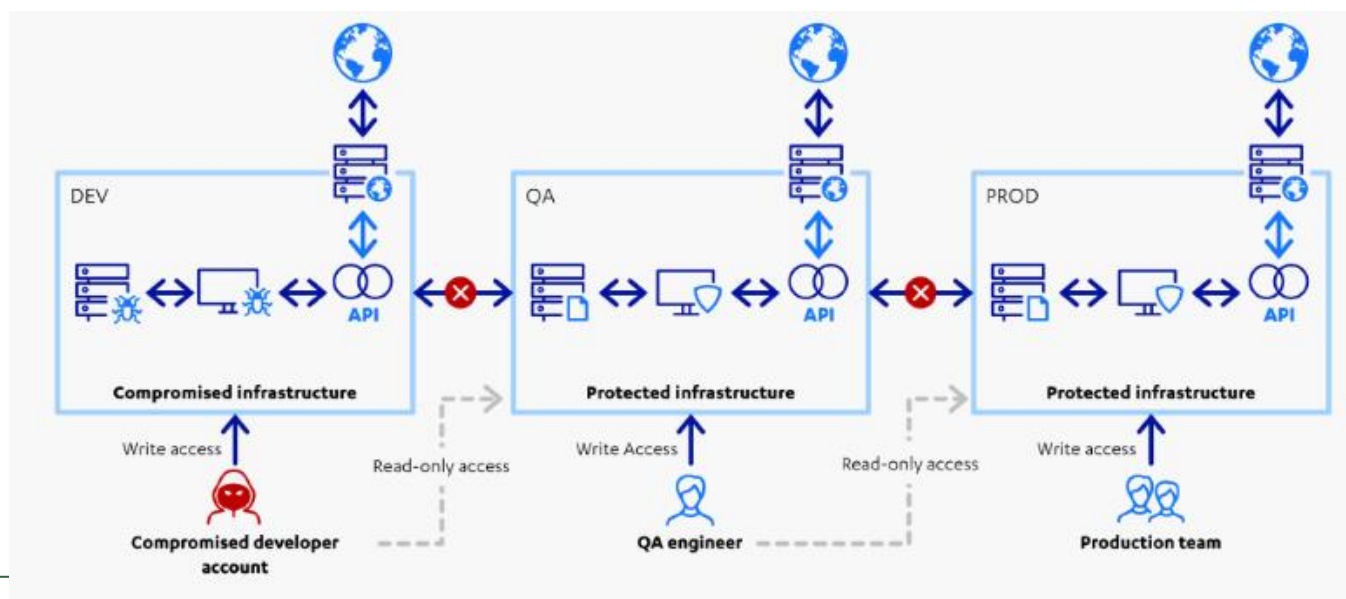 DEV
QA
PROD
API
API
API
Compromised infrastructure
Protected infrastructure
Protected infrastructure
Write access
Read-only access
Write Access
Read-only access
Write access
Compromised developer
account
QA engineer
Production team